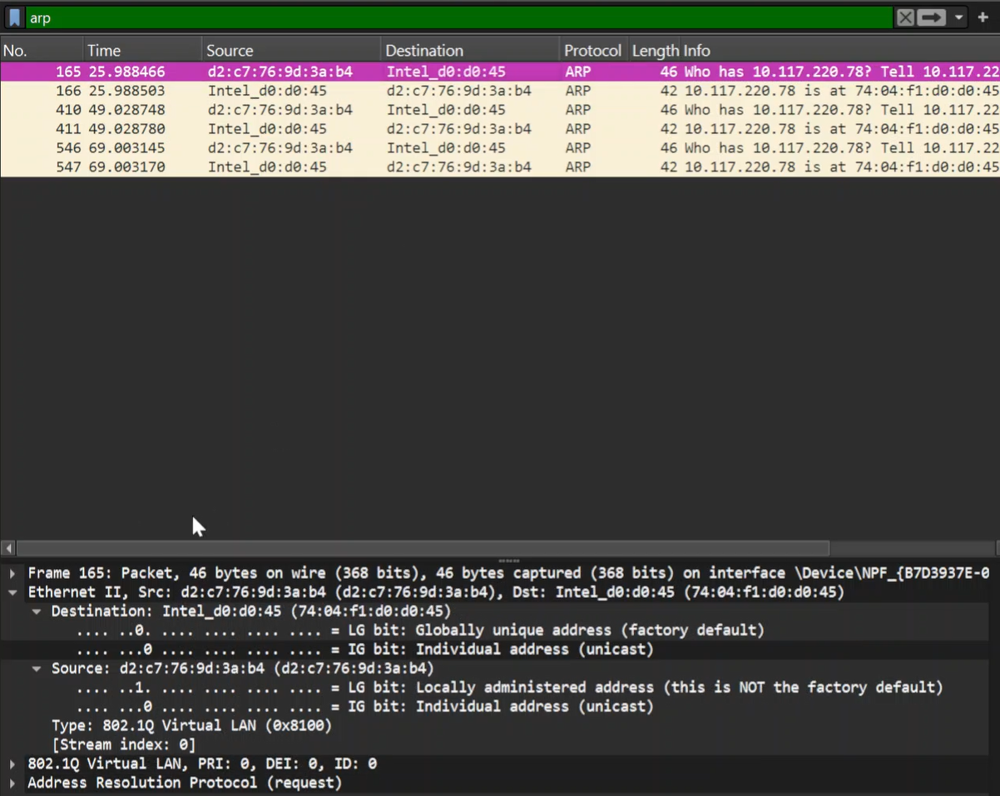 arp
No. Time Source Destination Protocol Length Info
165 25.988466 d2:c7:76:9d:3a:b4 Intel_d0:d0:45 ARP 46 Who has 10.117.220.78? Tell 10.117.22
166 25.988503 Intel_d0:d0:45 d2:c7:76:9d:3a:b4 ARP 42 10.117.220.78 is at 74:04:f1:d0:d0:45
410 49.028748 d2:c7:76:9d:3a:b4 Intel_d0:d0:45 ARP 46 Who has 10.117.220.78? Tell 10.117.22
411 49.028780 Intel_d0:d0:45 d2:c7:76:9d:3a:b4 ARP 42 10.117.220.78 is at 74:04:f1:d0:d0:45
546 69.003145 d2:c7:76:9d:3a:b4 Intel_d0:d0:45 ARP 46 Who has 10.117.220.78? Tell 10.117.22
547 69.003170 Intel_d0:d0:45 d2:c7:76:9d:3a:b4 ARP 42 10.117.220.78 is at 74:04:f1:d0:d0:45
Frame 165: Packet, 46 bytes on wire (368 bits), 46 bytes captured (368 bits) on interface \Device\NPF_{B7D3937E-0
Ethernet II, Src: d2:c7:76:9d:3a:b4 (d2:c7:76:9d:3a:b4), Dst: Intel_d0:d0:45 (74:04:f1:d0:d0:45)
Destination: Intel_d0:d0:45 (74:04:f1:d0:d0:45)
.... ..0. .... .... .... .... = LG bit: Globally unique address (factory default)
.... ...0 .... .... .... .... = IG bit: Individual address (unicast)
Source: d2:c7:76:9d:3a:b4 (d2:c7:76:9d:3a:b4)
.... ..1. .... .... .... .... = LG bit: Locally administered address (this is NOT the factory default)
.... ...0 .... .... .... .... = IG bit: Individual address (unicast)
Type: 802.1Q Virtual LAN (0x8100)
[Stream index: 0]
802.1Q Virtual LAN, PRI: 0, DEI: 0, ID: 0
Address Resolution Protocol (request)